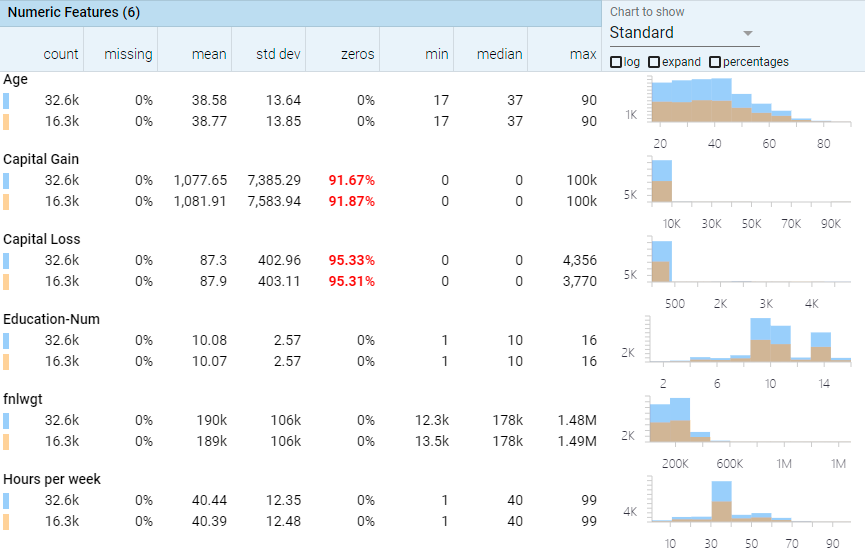 Numeric Features (6)
Chart to show
Standard
count missing mean std dev zeros min median max
log expand percentages
Age
32.6k 0% 38.58 13.64 0% 17 37 90
16.3k 0% 38.77 13.85 0% 17 37 90
1K
20 40 60 80
Capital Gain
32.6k 0% 1,077.65 7,385.29 91.67% 0 0 100k
16.3k 0% 1,081.91 7,583.94 91.87% 0 0 100k
5K
10K 30K 50K 70K 90K
Capital Loss
32.6k 0% 87.3 402.96 95.33% 0 0 4,356
16.3k 0% 87.9 403.11 95.31% 0 0 3,770
5K
500 2K 3K 4K
Education-Num
32.6k 0% 10.08 2.57 0% 1 10 16
16.3k 0% 10.07 2.57 0% 1 10 16
2K
2 6 10 14
fnlwgt
32.6k 0% 190k 106k 0% 12.3k 178k 1.48M
16.3k 0% 189k 106k 0% 13.5k 178k 1.49M
2K
200K 600K 1M 1M
Hours per week
32.6k 0% 40.44 12.35 0% 1 40 99
16.3k 0% 40.39 12.48 0% 1 40 99
4K
10 30 50 70 90